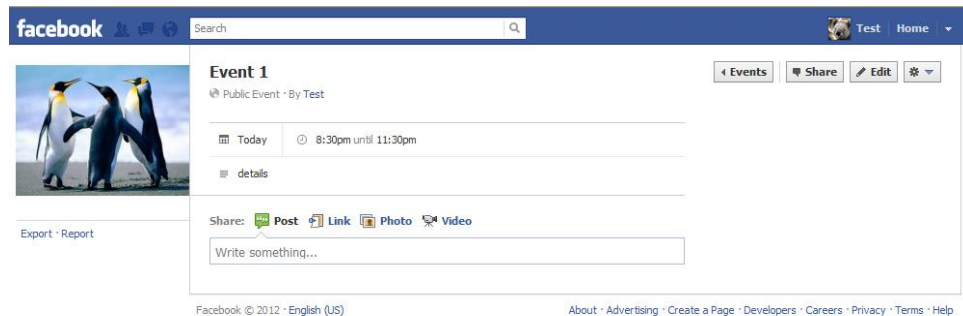 facebook Search Test Home
Event 1 Events Share Edit
Public Event · By Test
Today 8:30pm until 11:30pm
details
Share: Post Link Photo Video
Export · Report
Write something...
Facebook © 2012 · English (US) About · Advertising · Create a Page · Developers · Careers · Privacy · Terms · Help